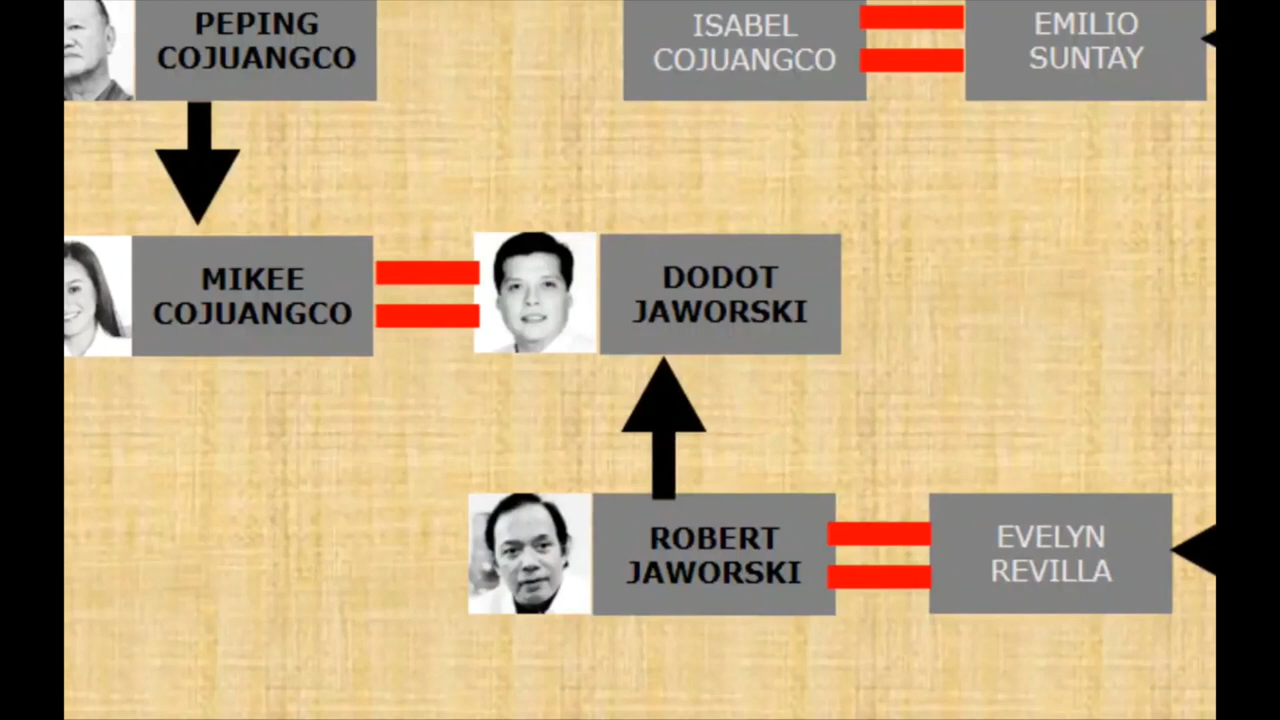 PEPING
COJUANGCO
ISABEL
COJUANGCO
EMILIO
SUNTAY
MIKEE
COJUANGCO
DODOT
JAWORSKI
ROBERT
JAWORSKI
EVELYN
REVILLA